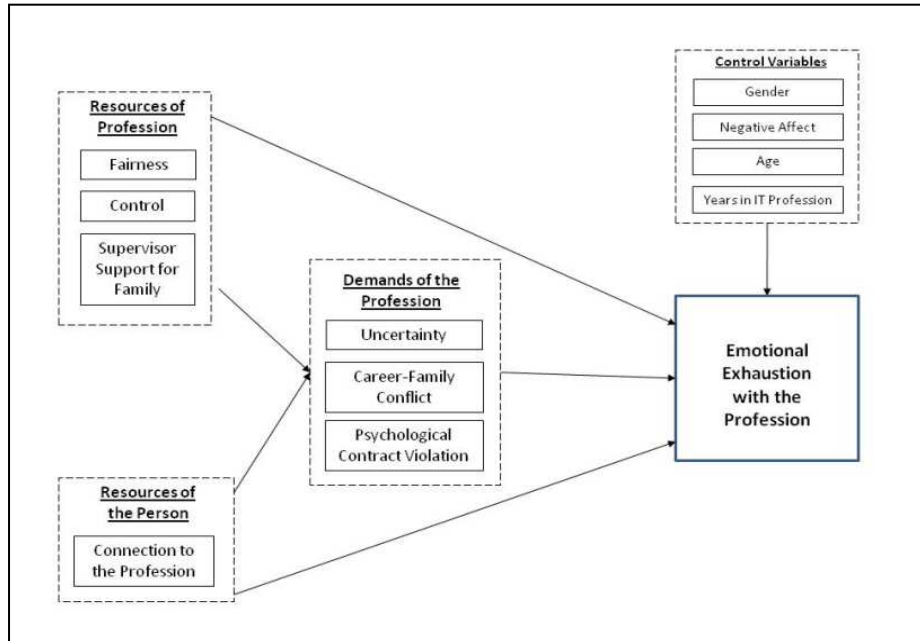 Control Variables
Gender
Negative Affect
Age
Years in IT Profession
Resources of
Profession
Fairness
Control
Supervisor
Support for
Family
Demands of the
Profession
Uncertainty
Career-Family
Conflict
Psychological
Contract Violation
Emotional
Exhaustion
with the
Profession
Resources of
the Person
Connection to
the Profession